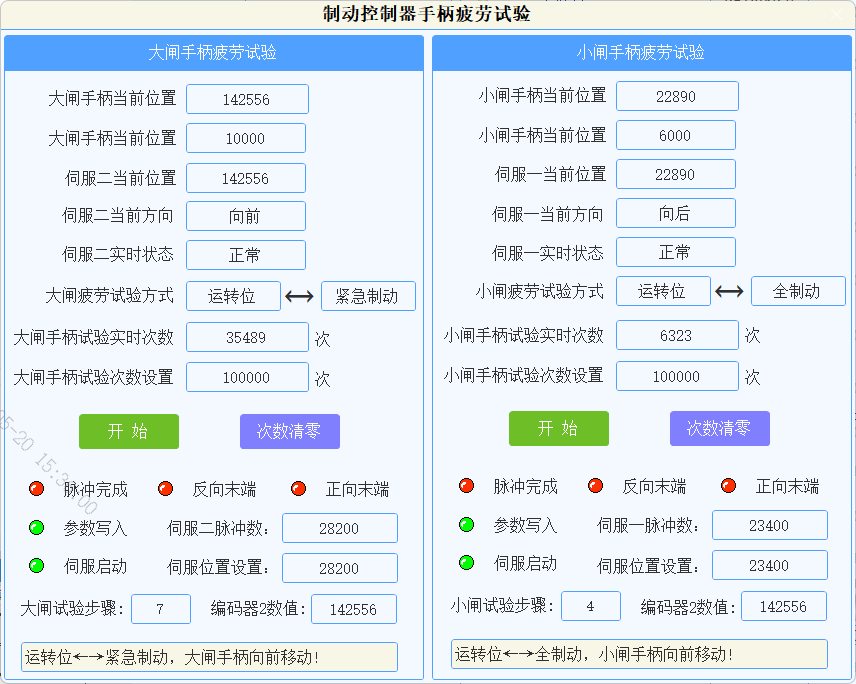 制动控制器手柄疲劳试验
大闸手柄疲劳试验
大闸手柄当前位置 142556
大闸手柄当前位置 10000
伺服二当前位置 142556
伺服二当前方向 向前
伺服二实时状态 正常
大闸疲劳试验方式 运转位 ←→ 紧急制动
大闸手柄试验实时次数 35489 次
大闸手柄试验次数设置 100000 次
开 始 次数清零
脉冲完成 反向末端 正向末端
参数写入 伺服二脉冲数: 28200
伺服启动 伺服位置设置: 28200
大闸试验步骤: 7 编码器2数值: 142556
运转位←→紧急制动，大闸手柄向前移动!
小闸手柄疲劳试验
小闸手柄当前位置 22890
小闸手柄当前位置 6000
伺服一当前位置 22890
伺服一当前方向 向后
伺服一实时状态 正常
小闸疲劳试验方式 运转位 ←→ 全制动
小闸手柄试验实时次数 6323 次
小闸手柄试验次数设置 100000 次
开 始 次数清零
脉冲完成 反向末端 正向末端
参数写入 伺服一脉冲数: 23400
伺服启动 伺服位置设置: 23400
小闸试验步骤: 4 编码器2数值: 142556
运转位←→全制动，小闸手柄向前移动!